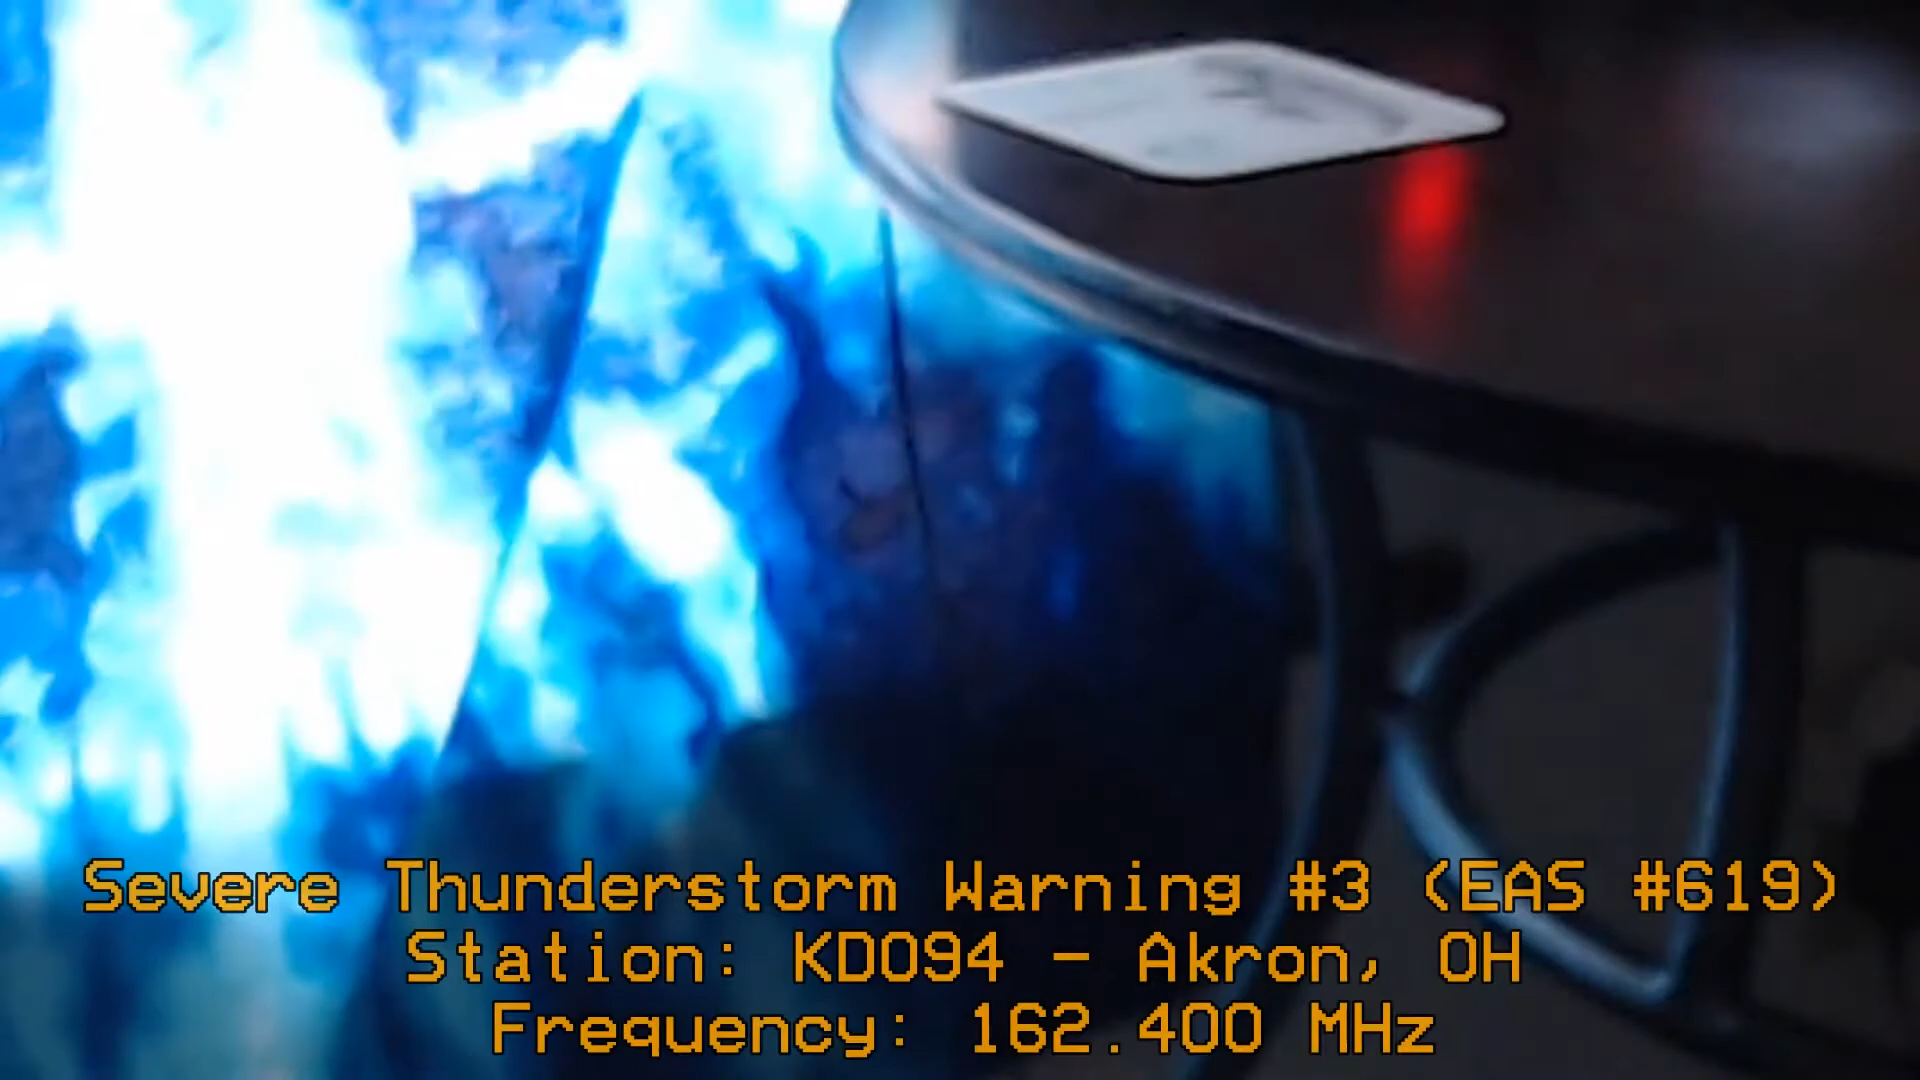 Severe Thunderstorm Warning #3 (EAS #619)
Station: KDO94 - Akron, OH
Frequency: 162.400 MHz